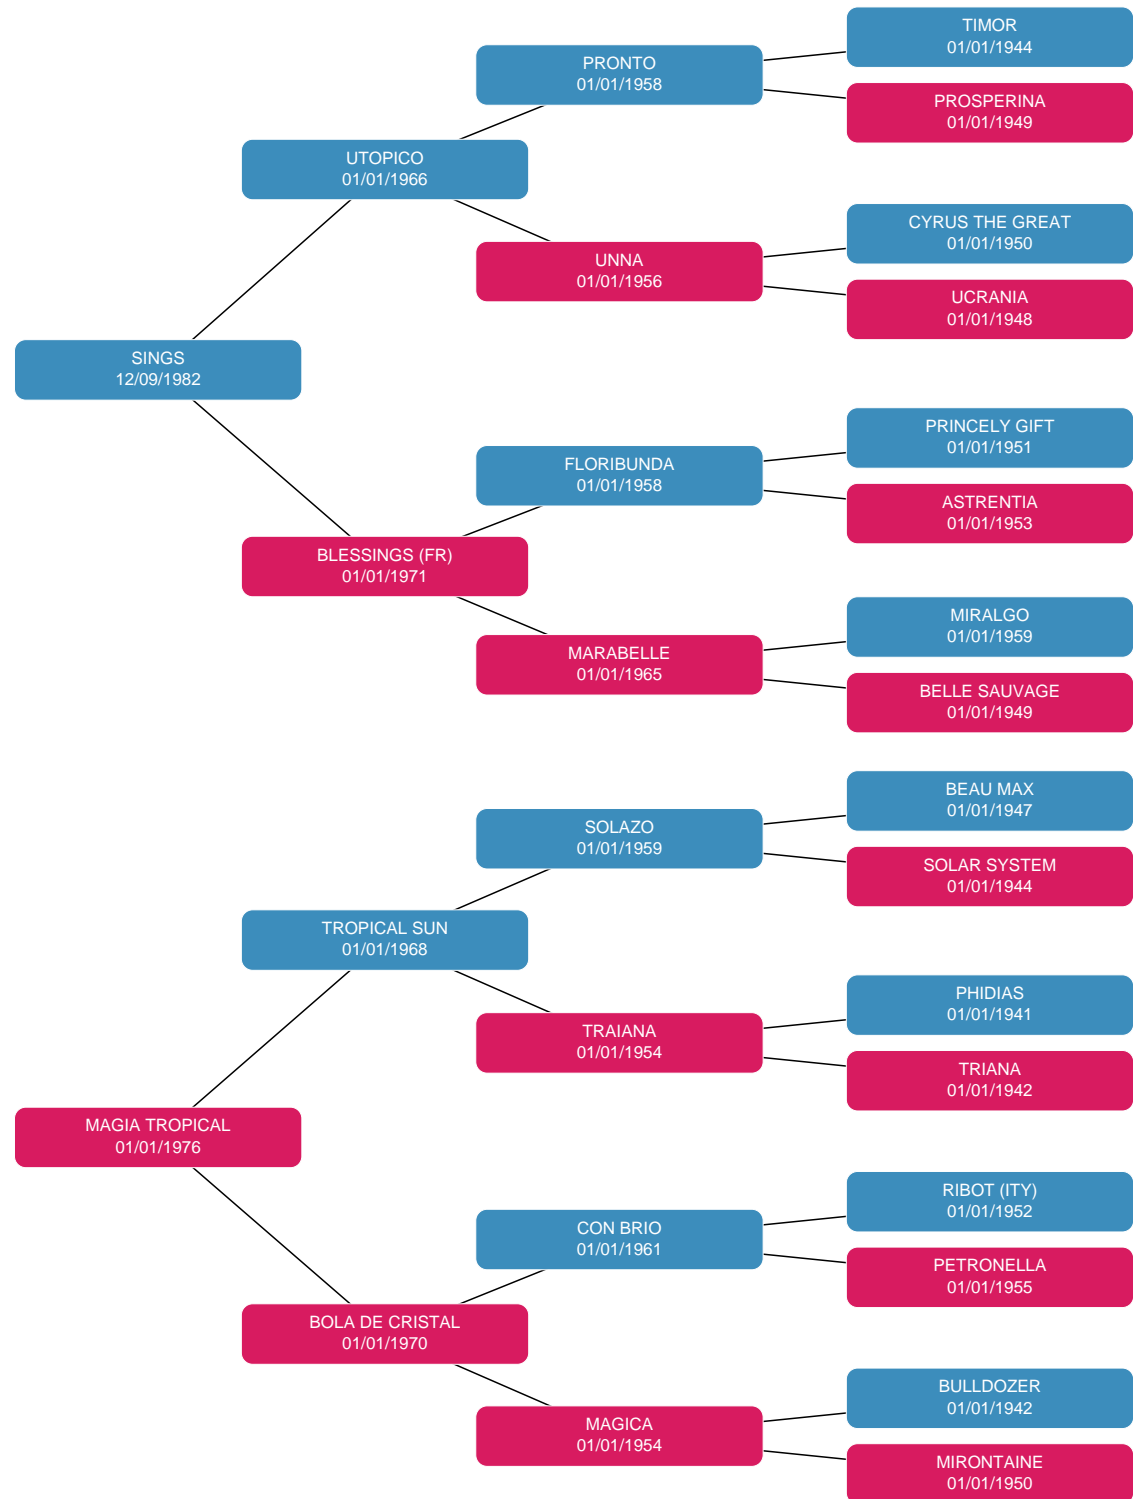 TIMOR
01/01/1944
PRONTO
01/01/1958
PROSPERINA
01/01/1949
UTOPICO
01/01/1966
CYRUS THE GREAT
01/01/1950
UNNA
01/01/1956
UCRANIA
01/01/1948
SINGS
12/09/1982
PRINCELY GIFT
01/01/1951
FLORIBUNDA
01/01/1958
ASTRENTIA
01/01/1953
BLESSINGS (FR)
01/01/1971
MIRALGO
01/01/1959
MARABELLE
01/01/1965
BELLE SAUVAGE
01/01/1949
BEAU MAX
01/01/1947
SOLAZO
01/01/1959
SOLAR SYSTEM
01/01/1944
TROPICAL SUN
01/01/1968
PHIDIAS
01/01/1941
TRAIANA
01/01/1954
TRIANA
01/01/1942
MAGIA TROPICAL
01/01/1976
RIBOT (ITY)
01/01/1952
CON BRIO
01/01/1961
PETRONELLA
01/01/1955
BOLA DE CRISTAL
01/01/1970
BULLDOZER
01/01/1942
MAGICA
01/01/1954
MIRONTAINE
01/01/1950